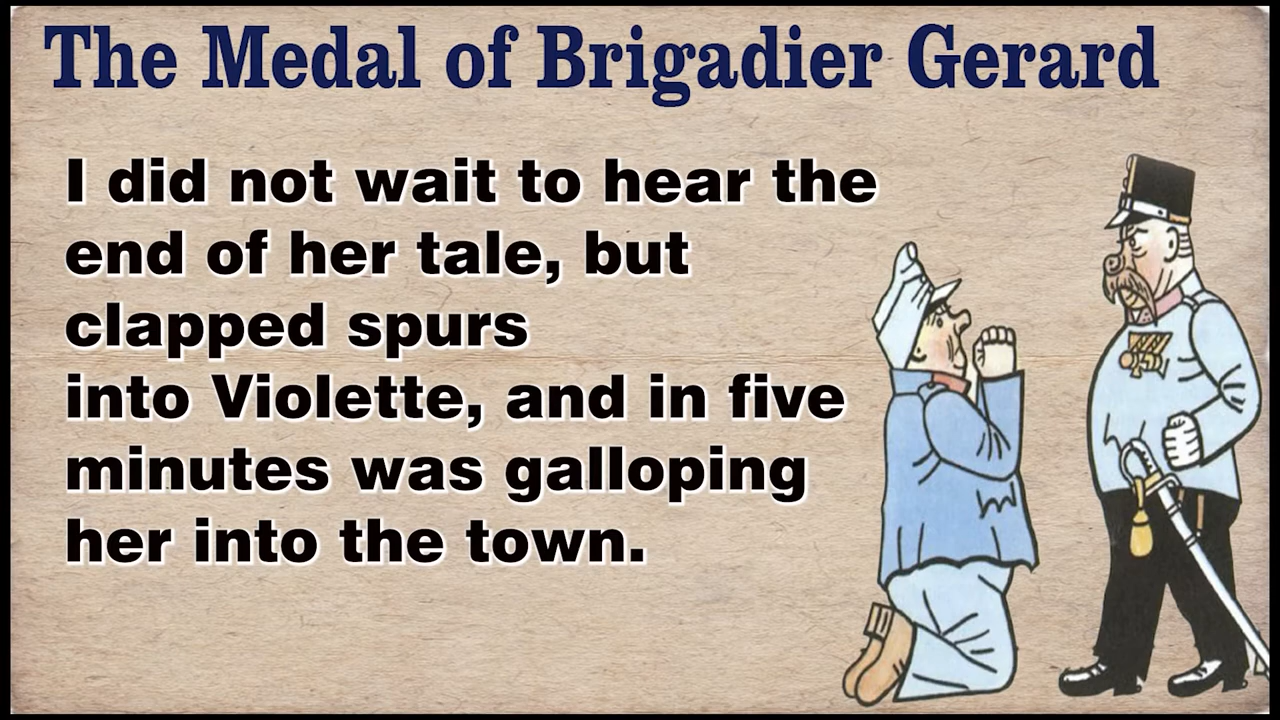 The Medal of Brigadier Gerard
I did not wait to hear the
end of her tale, but
clapped spurs
into Violette, and in five
minutes was galloping
her into the town.